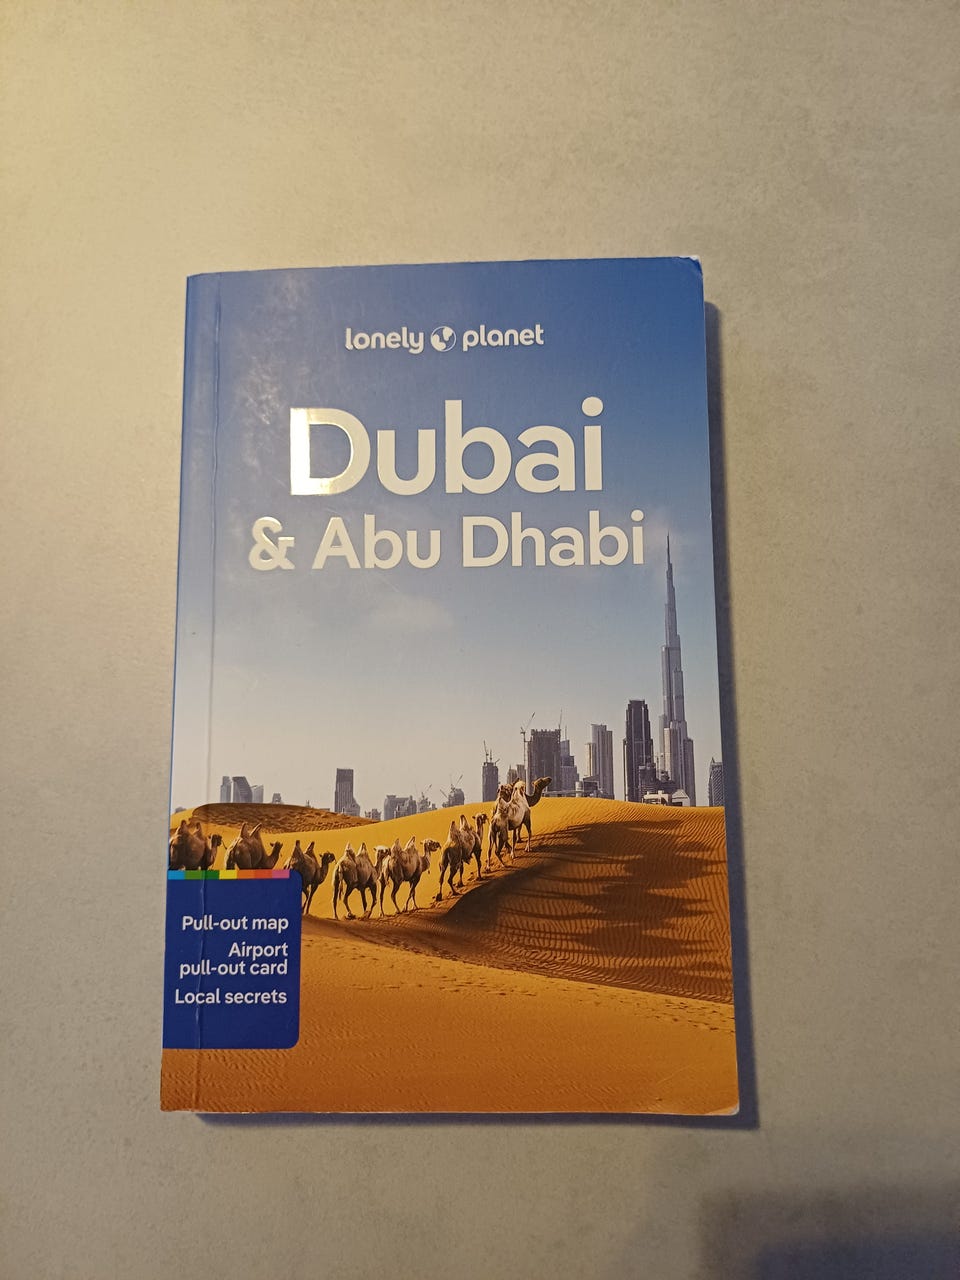 lonely planet
Dubai
& Abu Dhabi
Pull-out map
Airport
pull-out card
Local secrets